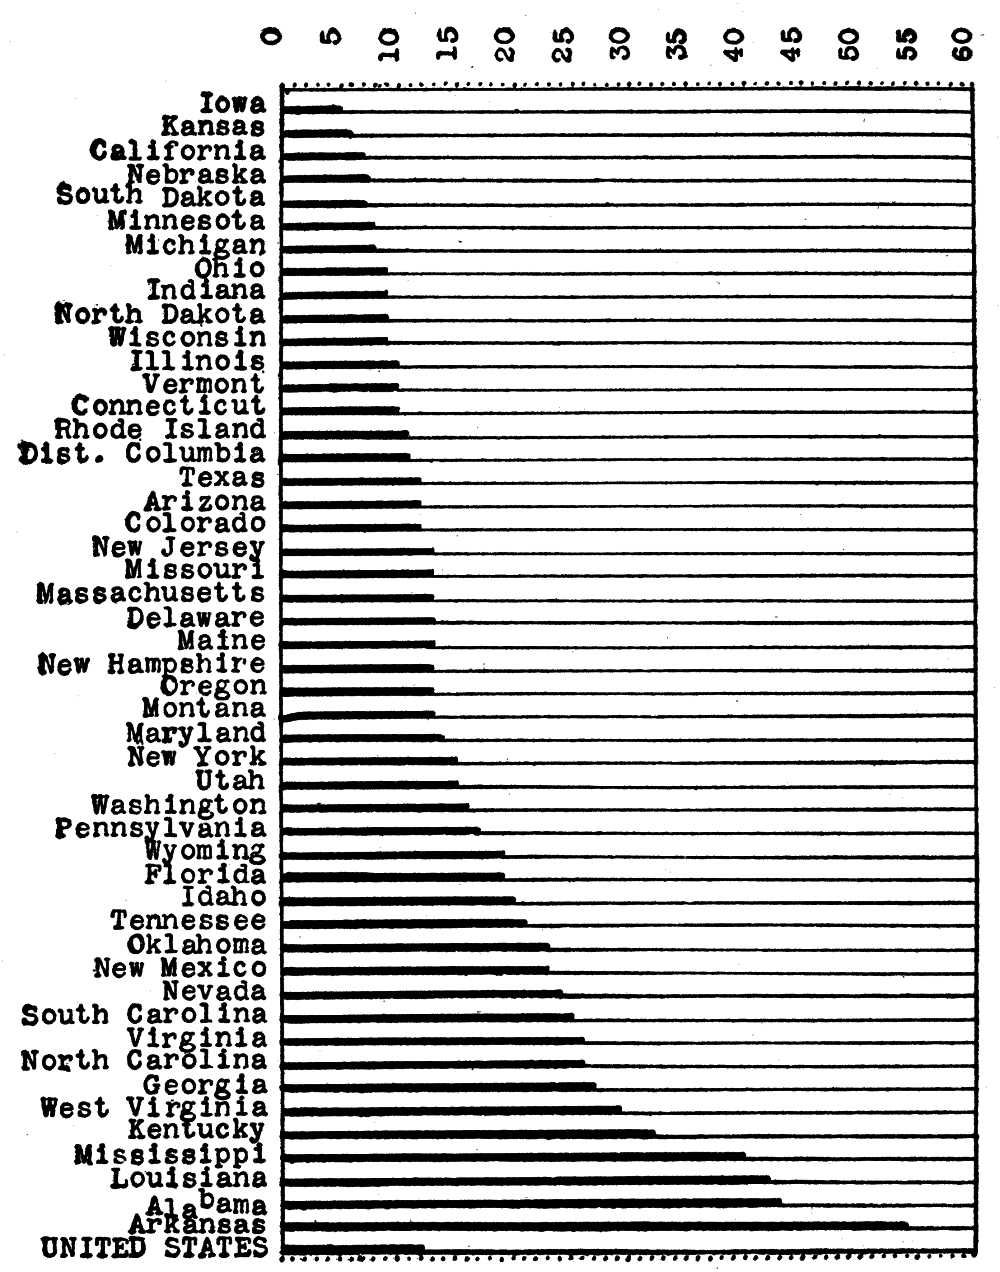 0 5 10 15 20 25 30 35 40 45 50 55 60
Iowa
Kansas
California
Nebraska
South Dakota
Minnesota
Michigan
Ohio
Indiana
North Dakota
Wisconsin
Illinois
Vermont
Connecticut
Rhode Island
Dist. Columbia
Texas
Arizona
Colorado
New Jersey
Missouri
Massachusetts
Delaware
Maine
New Hampshire
Oregon
Montana
Maryland
New York
Utah
Washington
Pennsylvania
Wyoming
Florida
Idaho
Tennessee
Oklahoma
New Mexico
Nevada
South Carolina
Virginia
North Carolina
Georgia
West Virginia
Kentucky
Mississippi
Louisiana
Alabama
Arkansas
UNITED STATES